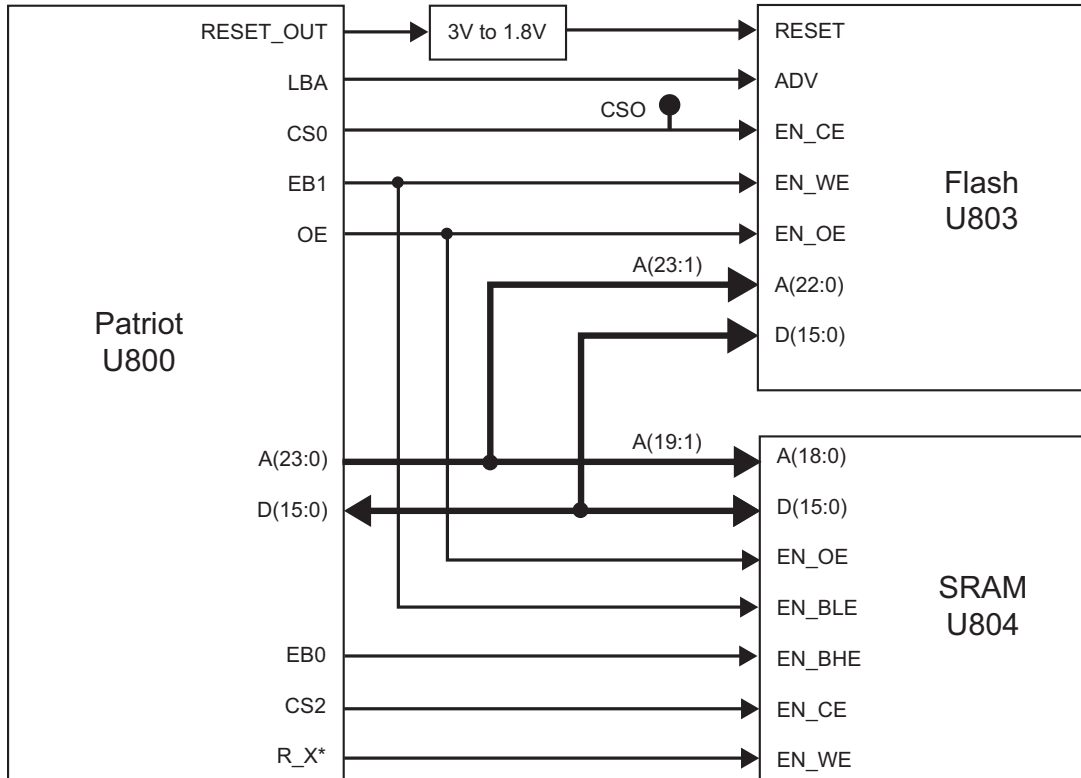 RESET_OUT
3V to 1.8V
RESET
LBA
ADV
CSO
CS0
EN_CE
EB1
EN_WE
Flash
U803
OE
EN_OE
A(23:1)
A(22:0)
Patriot
U800
D(15:0)
A(23:0)
A(19:1)
A(18:0)
D(15:0)
D(15:0)
EN_OE
SRAM
U804
EN_BLE
EB0
EN_BHE
CS2
EN_CE
R_X*
EN_WE